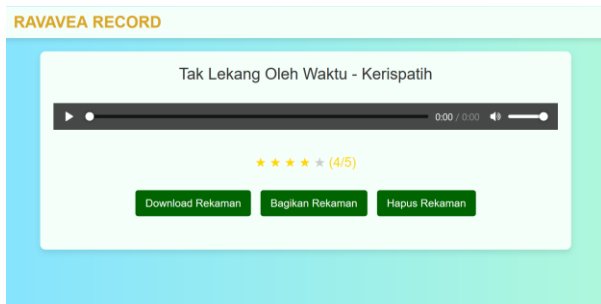 RAVAVEA RECORD
Tak Lekang Oleh Waktu - Kerispatih
0:00 / 0:00
(4/5)
Download Rekaman Bagikan Rekaman Hapus Rekaman